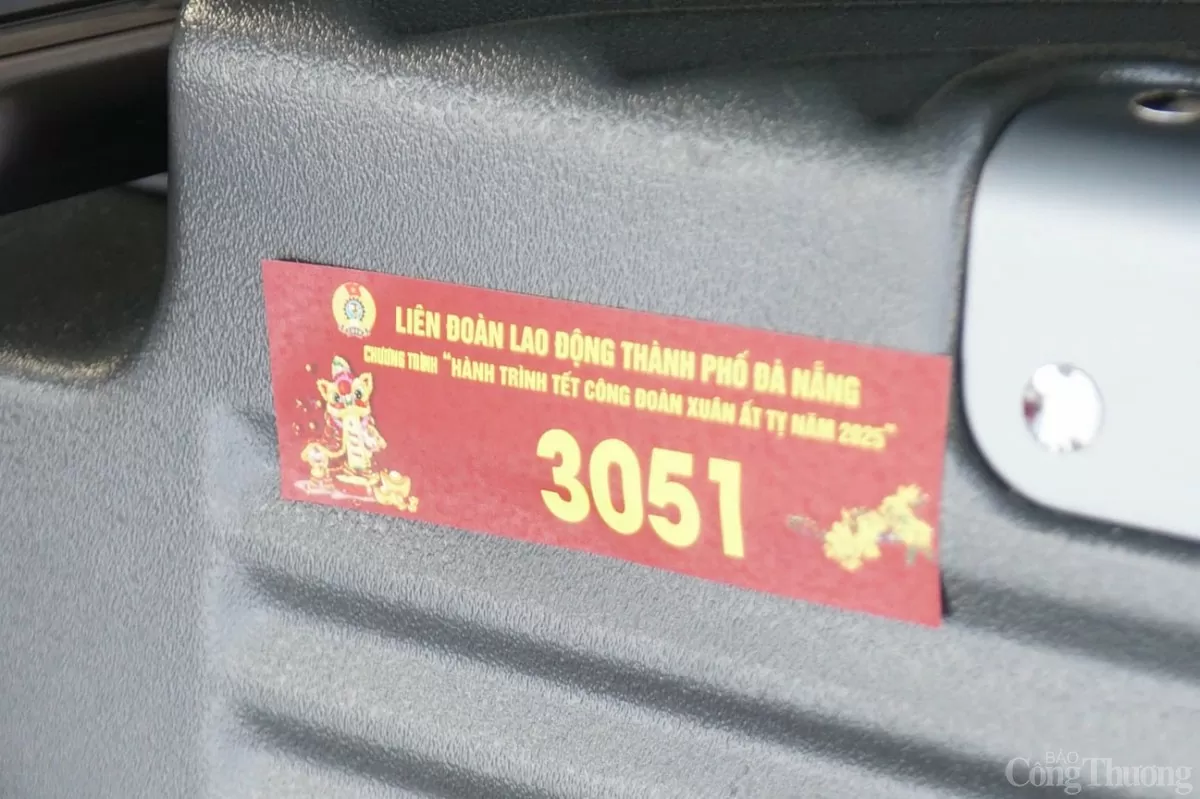 LIÊN ĐOÀN LAO ĐỘNG THÀNH PHỐ ĐÀ NẴNG
CHƯƠNG TRÌNH "HÀNH TRÌNH TẾT CÔNG ĐOÀN XUÂN ẤT TỴ NĂM 2025"
3051
BÁO
Công Thương